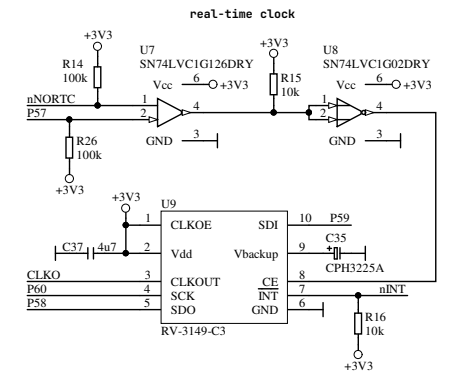 real-time clock
+3V3
U7
SN74LVC1G126DRY
+3V3
U8
SN74LVC1G02DRY
R14
100k
Vcc
6
+3V3
R15
10k
Vcc
6
+3V3
nNORTC
1
4
1
4
P57
2
2
R26
100k
GND
3
GND
3
+3V3
+3V3
U9
1
CLKOE
SDI
10
P59
C37
4u7
2
Vdd
Vbackup
9
+
C35
CPH3225A
CLKO
3
CLKOUT
CE
8
P60
4
SCK
INT
7
nINT
P58
5
SDO
GND
6
RV-3149-C3
R16
10k
+3V3